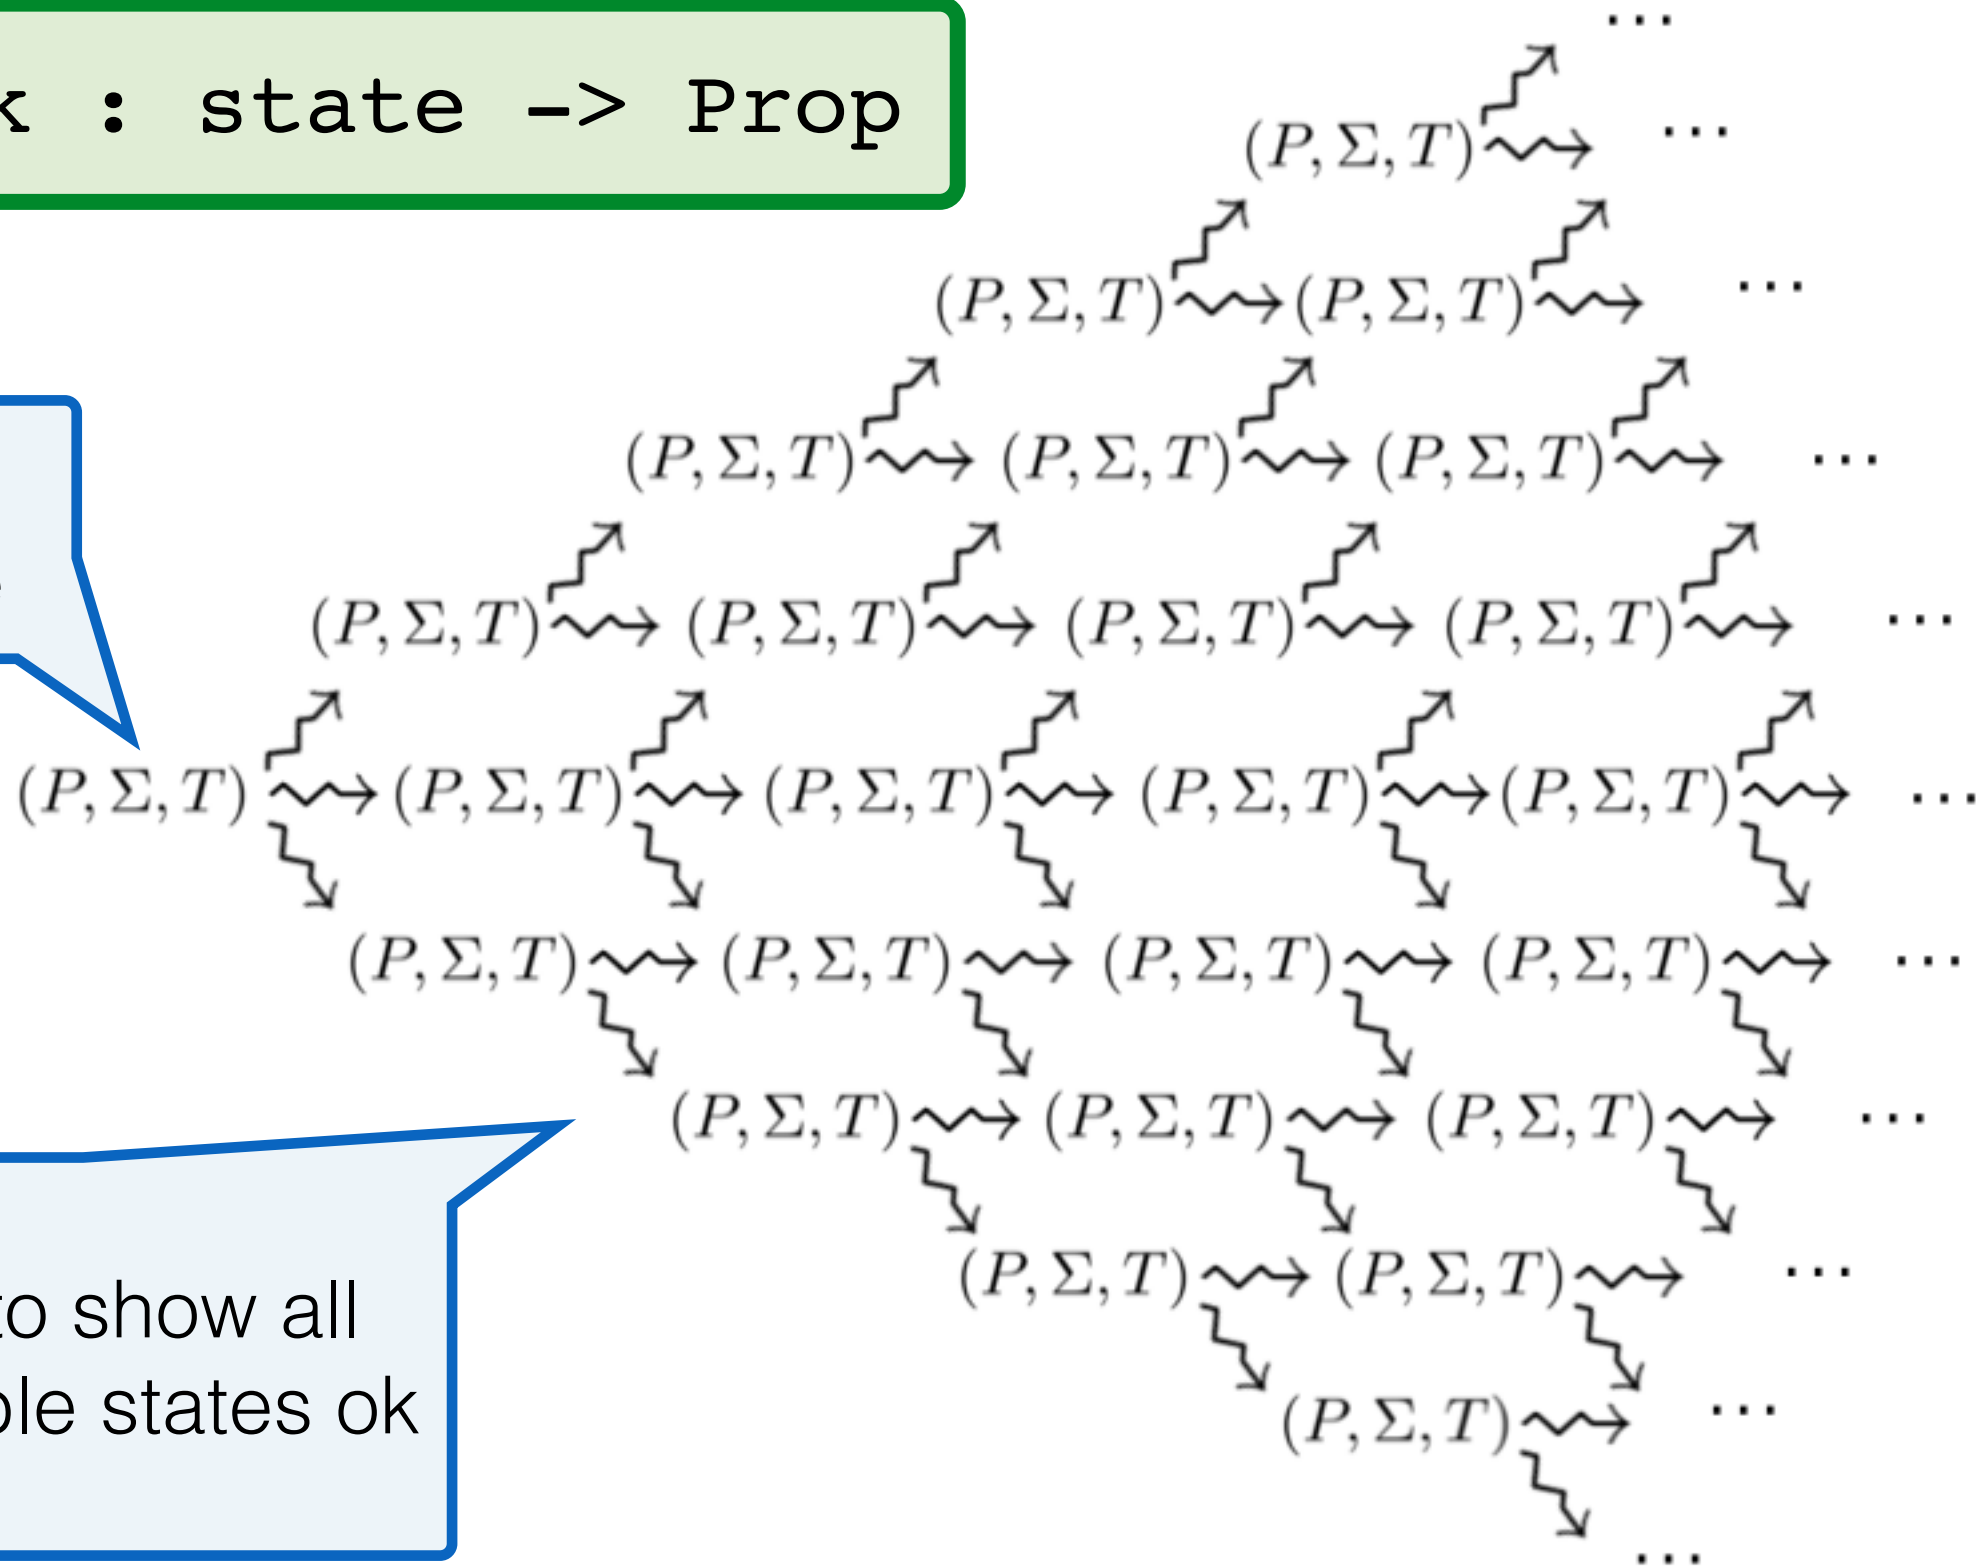 k : state -> Prop
...
(P, Σ, T) ...
(P, Σ, T) (P, Σ, T) ...
(P, Σ, T) (P, Σ, T) (P, Σ, T) ...
(P, Σ, T) (P, Σ, T) (P, Σ, T) (P, Σ, T) ...
(P, Σ, T) (P, Σ, T) (P, Σ, T) (P, Σ, T) (P, Σ, T) ...
(P, Σ, T) (P, Σ, T) (P, Σ, T) (P, Σ, T) ...
(P, Σ, T) (P, Σ, T) (P, Σ, T) ...
(P, Σ, T) (P, Σ, T) ...
(P, Σ, T) ...
...
to show all
ble states ok